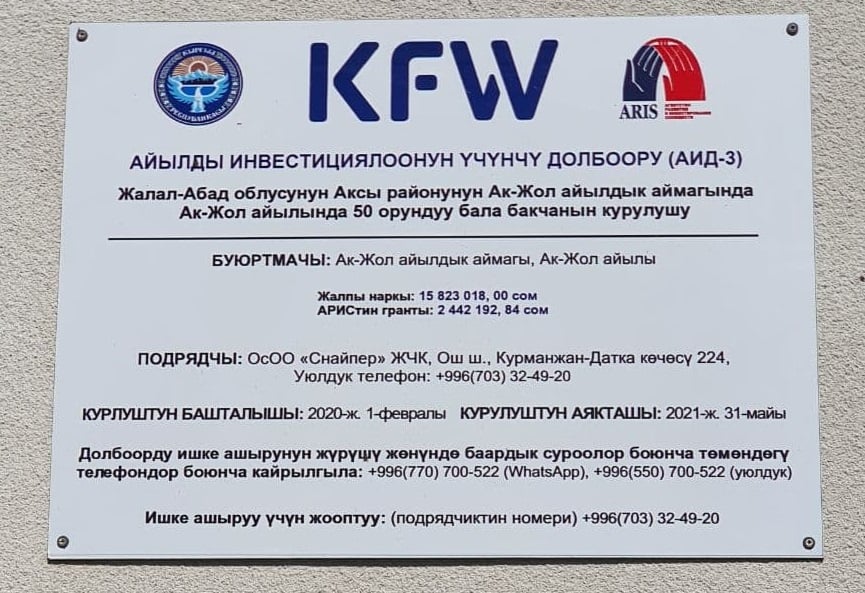 КЫРГЫЗ
РЕСПУБЛИКАСЫ
KFW
ARIS
АЙЫЛДЫ ИНВЕСТИЦИЯЛООНУН ҮЧҮНЧҮ ДОЛБООРУ (АИД-3)
Жалал-Абад облусунун Аксы районунун Ак-Жол айылдык аймагында
Ак-Жол айылында 50 орундуу бала бакчанын курулушу
БУЮРТМАЧЫ: Ак-Жол айылдык аймагы, Ак-Жол айылы
Жалпы наркы: 15 823 018, 00 сом
АРИСтин гранты: 2 442 192, 84 сом
ПОДРЯДЧЫ: ОсОО «Снайпер» ЖЧК, Ош ш., Курманжан-Датка көчөсү 224,
Уюлдук телефон: +996(703) 32-49-20
КУРЛУШТУН БАШТАЛЫШЫ: 2020-ж. 1-февралы КУРУЛУШТУН АЯКТАШЫ: 2021-ж. 31-майы
Долбоорду ишке ашырунун жүрүшү жөнүндө баардык суроолор боюнча төмөндөгү
телефондор боюнча кайрылгыла: +996(770) 700-522 (WhatsApp), +996(550) 700-522 (уюлдук)
Ишке ашыруу үчүн жооптуу: (подрядчиктин номери) +996(703) 32-49-20